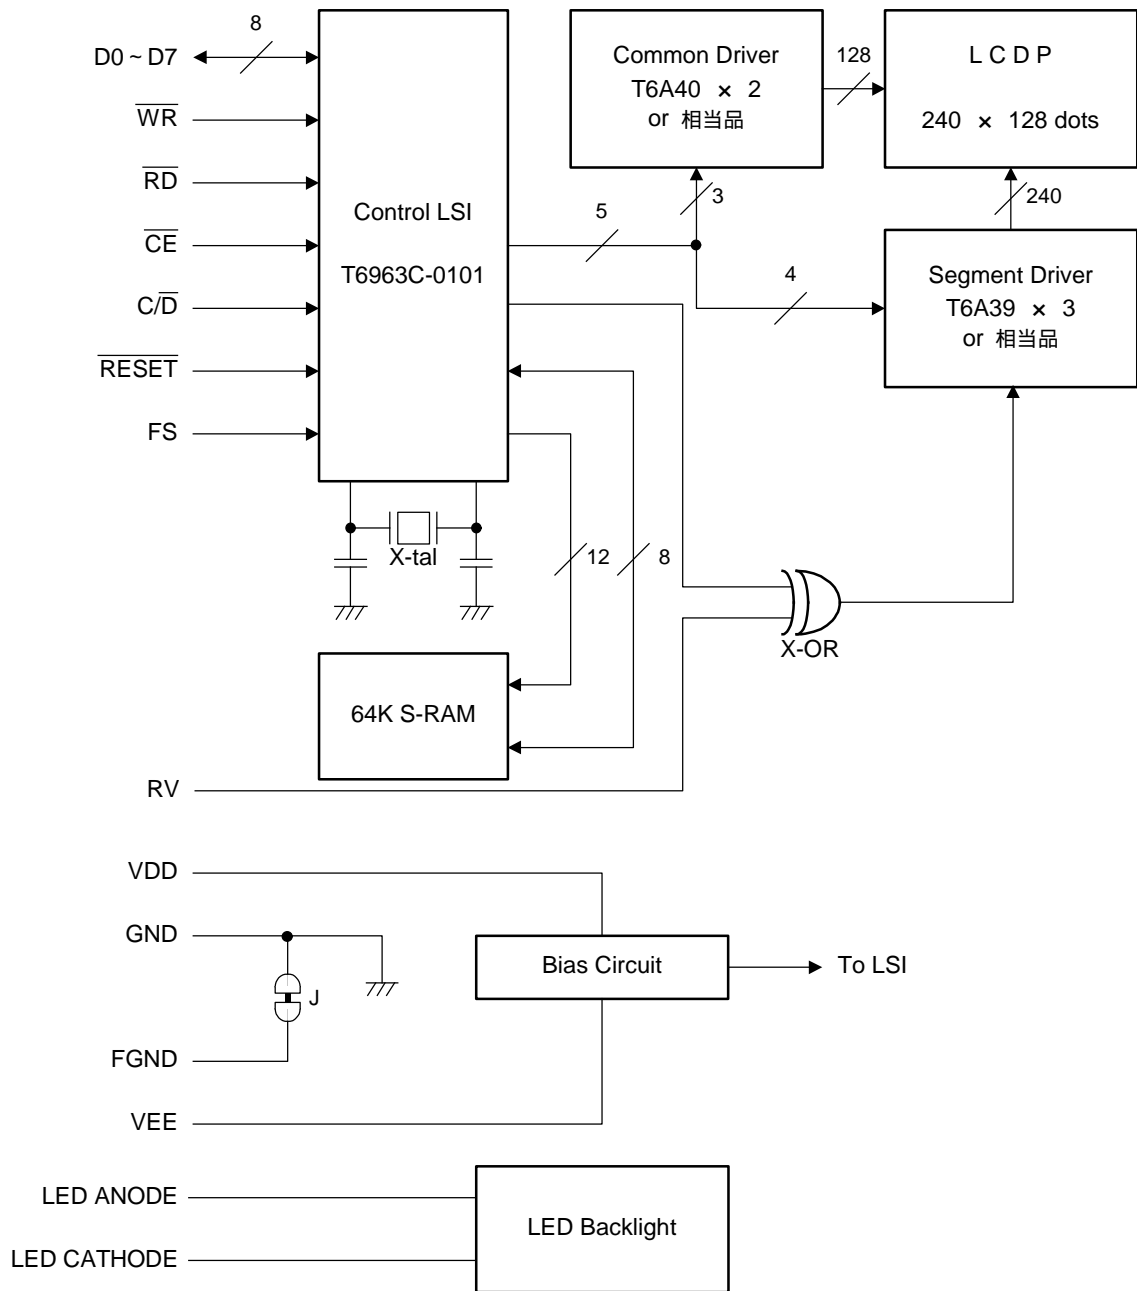 8
D0 ~ D7
WR
RD
CE
C/D
RESET
FS
Control LSI
T6963C-0101
X-tal
Common Driver
T6A40 × 2
or 相当品
128
L C D P
240 × 128 dots
3
240
5
4
Segment Driver
T6A39 × 3
or 相当品
12
8
X-OR
64K S-RAM
RV
VDD
GND
J
FGND
VEE
Bias Circuit
To LSI
LED ANODE
LED CATHODE
LED Backlight